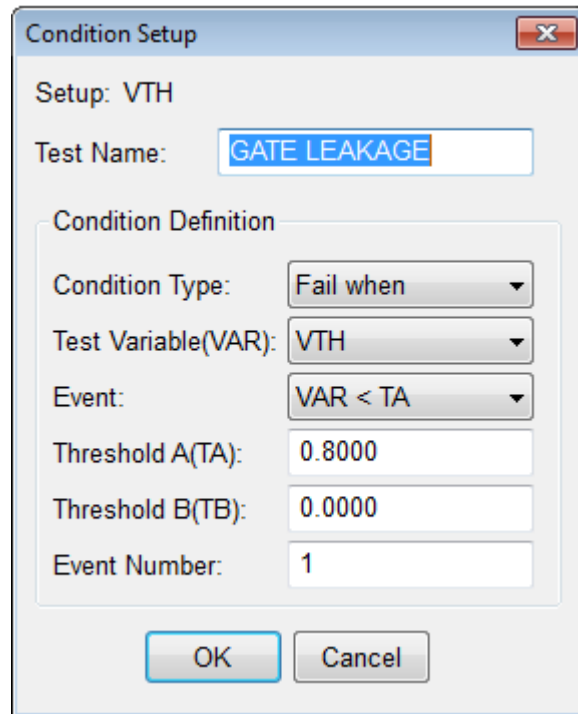 Condition Setup
Setup: VTH
Test Name: GATE LEAKAGE
Condition Definition
Condition Type: Fail when
Test Variable(VAR): VTH
Event: VAR < TA
Threshold A(TA): 0.8000
Threshold B(TB): 0.0000
Event Number: 1
OK Cancel